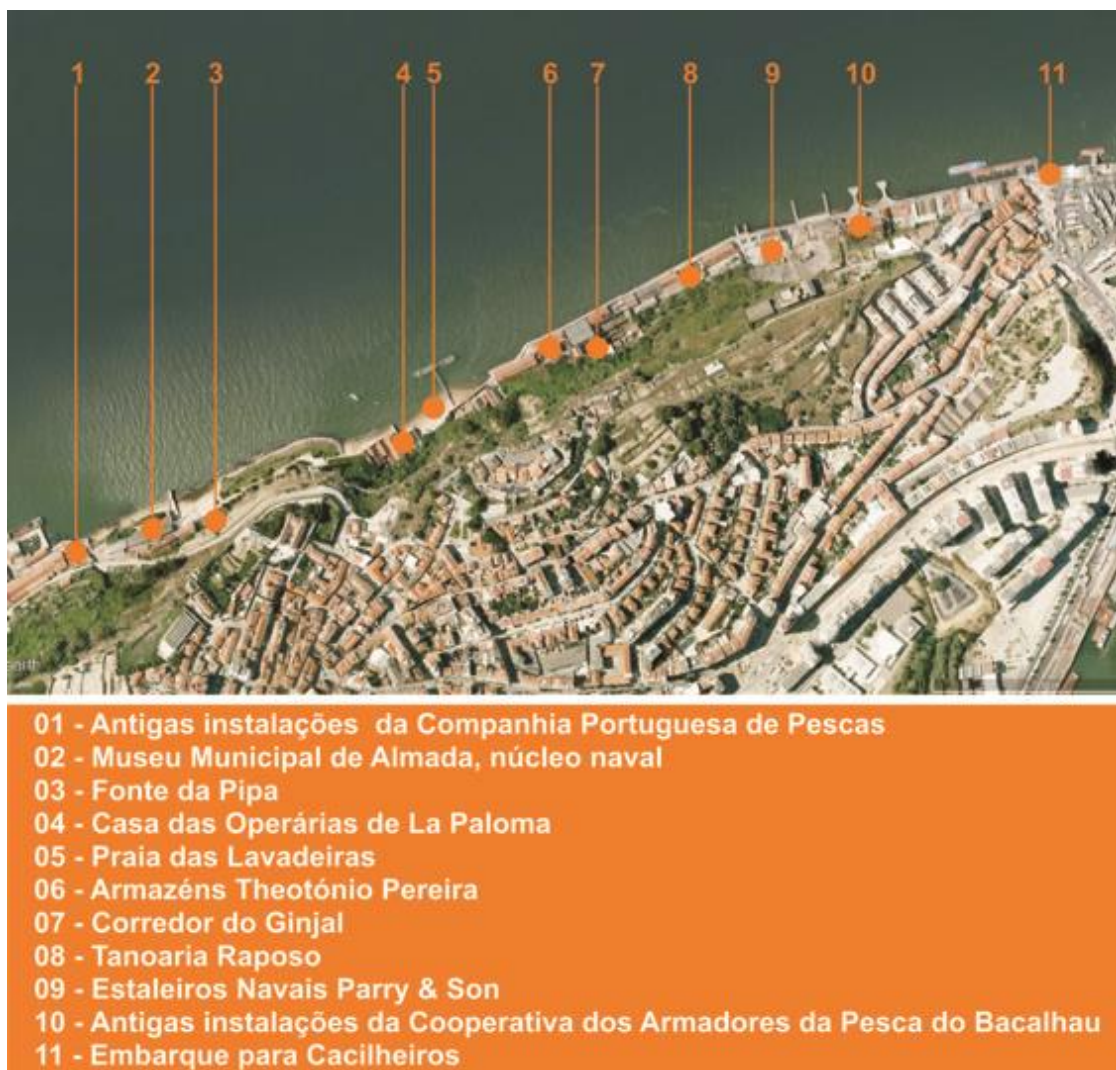 1 2 3 4 5 6 7 8 9 10 11
earth
01 - Antigas instalações da Companhia Portuguesa de Pescas
02 - Museu Municipal de Almada, núcleo naval
03 - Fonte da Pipa
04 - Casa das Operárias de La Paloma
05 - Praia das Lavadeiras
06 - Armazéns Theotónio Pereira
07 - Corredor do Ginjal
08 - Tanoaria Raposo
09 - Estaleiros Navais Parry & Son
10 - Antigas instalações da Cooperativa dos Armadores da Pesca do Bacalhau
11 - Embarque para Cacilheiros